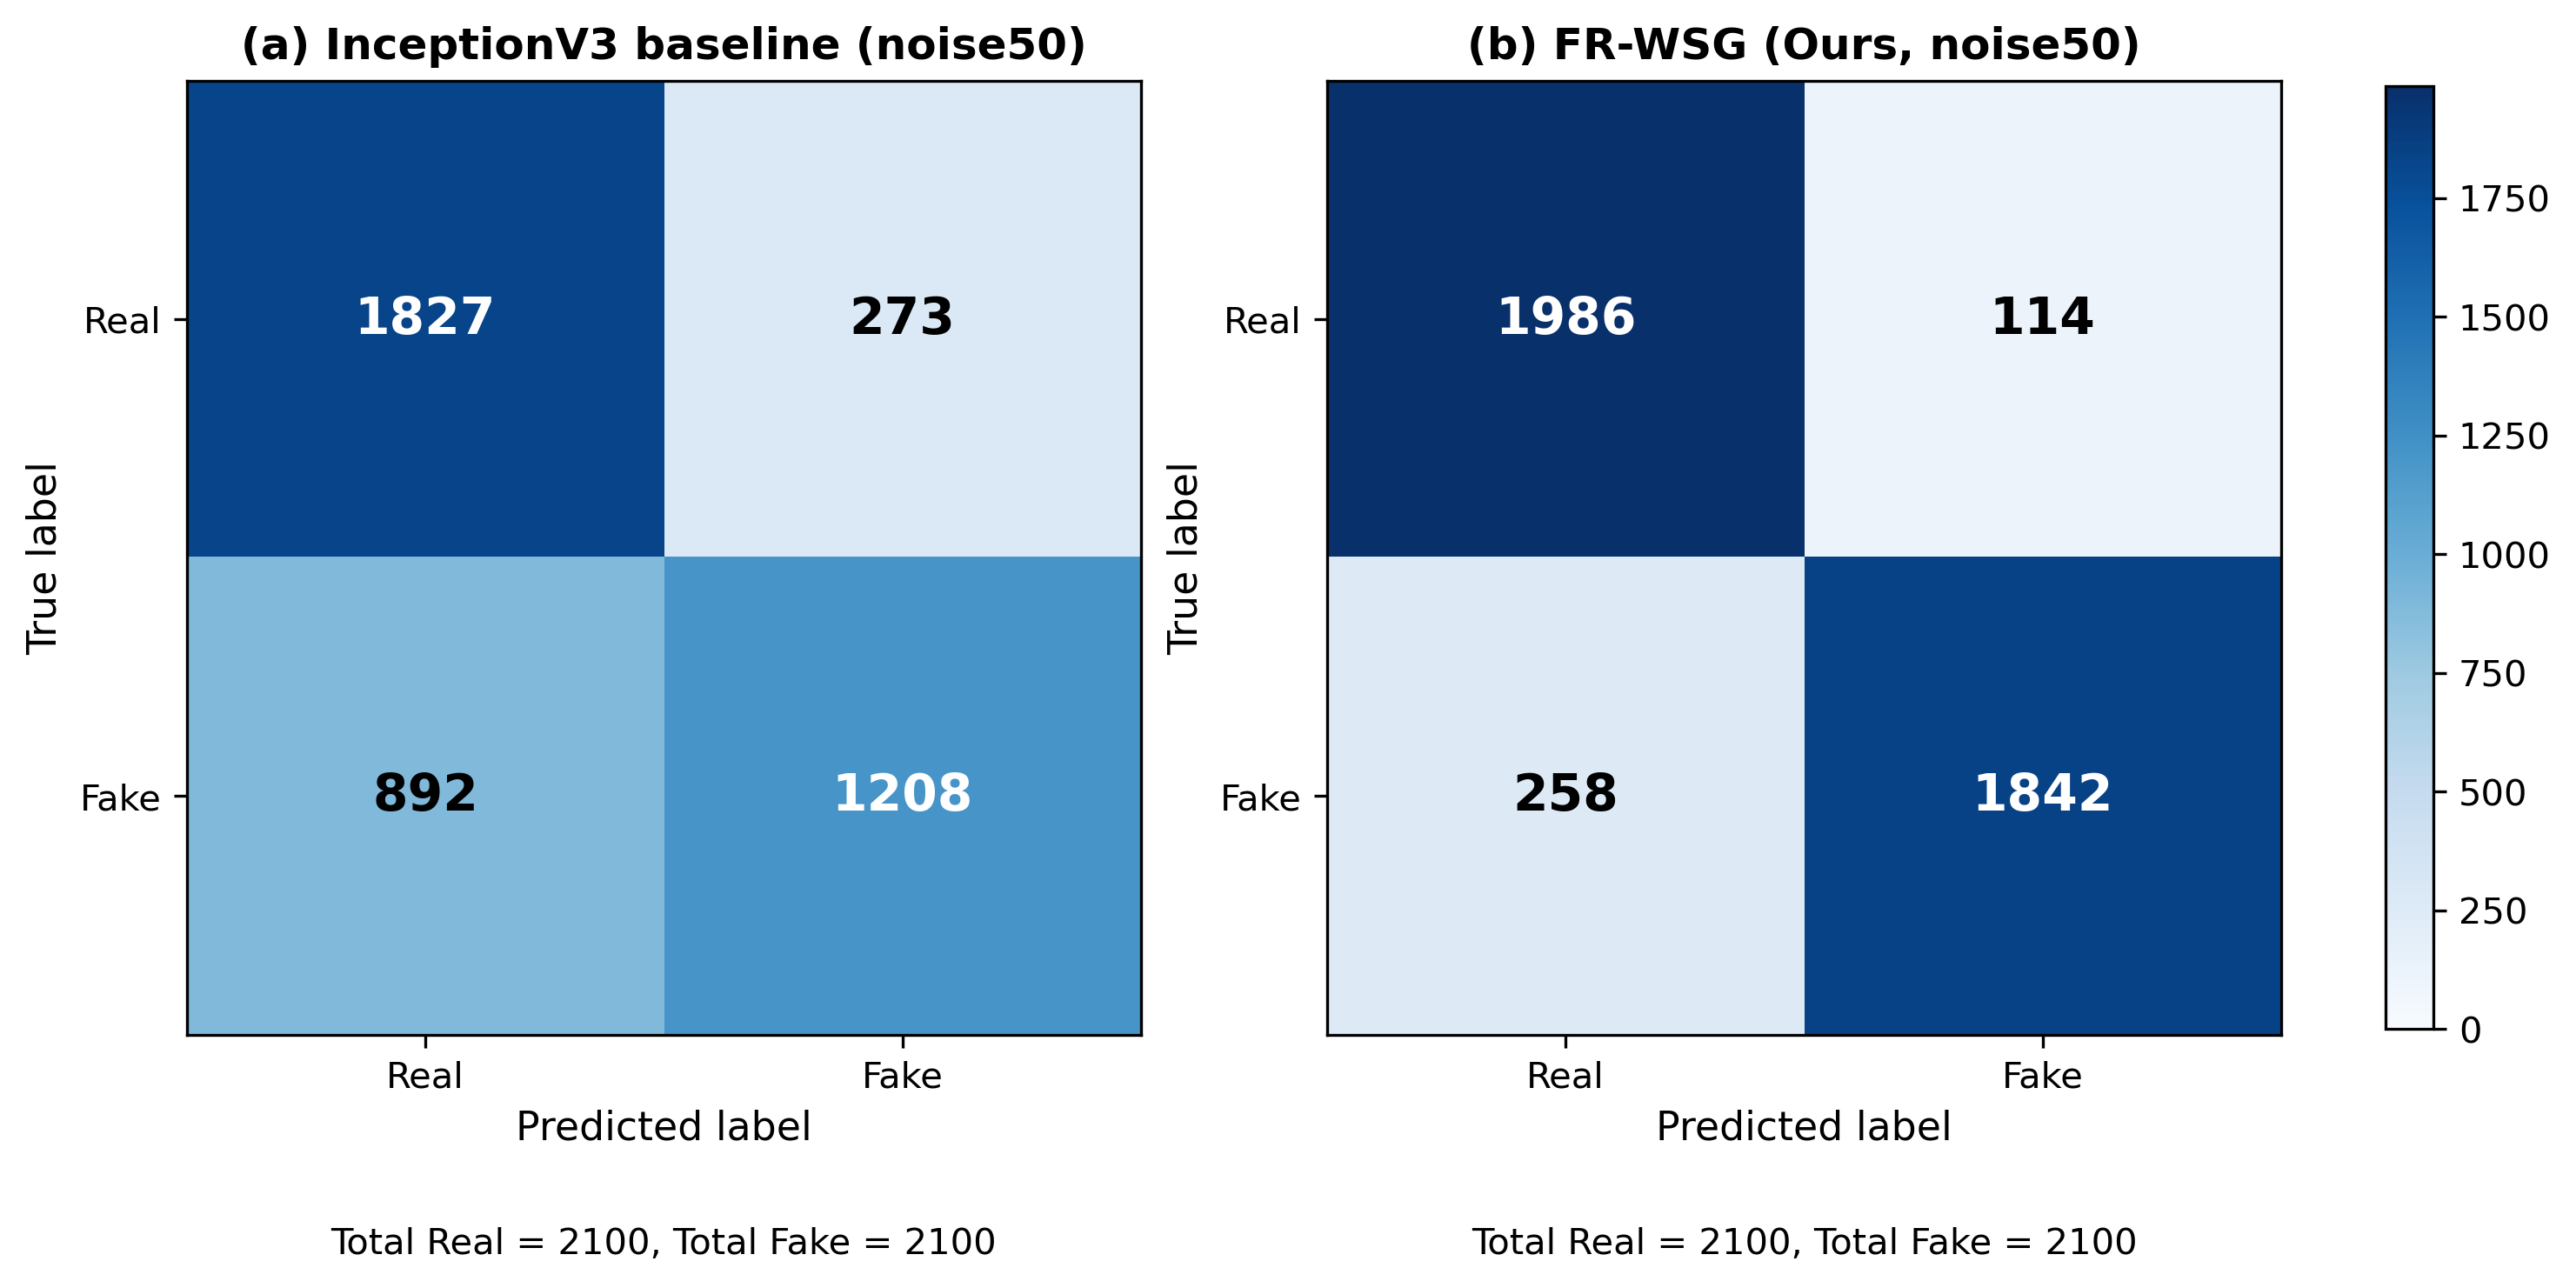 (a) InceptionV3 baseline (noise50)
True label
Real
1827
273
Fake
892
1208
Real
Fake
Predicted label
Total Real = 2100, Total Fake = 2100
(b) FR-WSG (Ours, noise50)
True label
Real
1986
114
Fake
258
1842
Real
Fake
Predicted label
Total Real = 2100, Total Fake = 2100
1750
1500
1250
1000
750
500
250
0